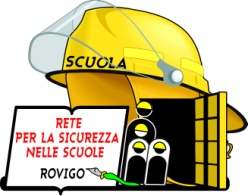 SCUOLA
RETE
PER LA SICUREZZA
NELLE SCUOLE
ROVIGO